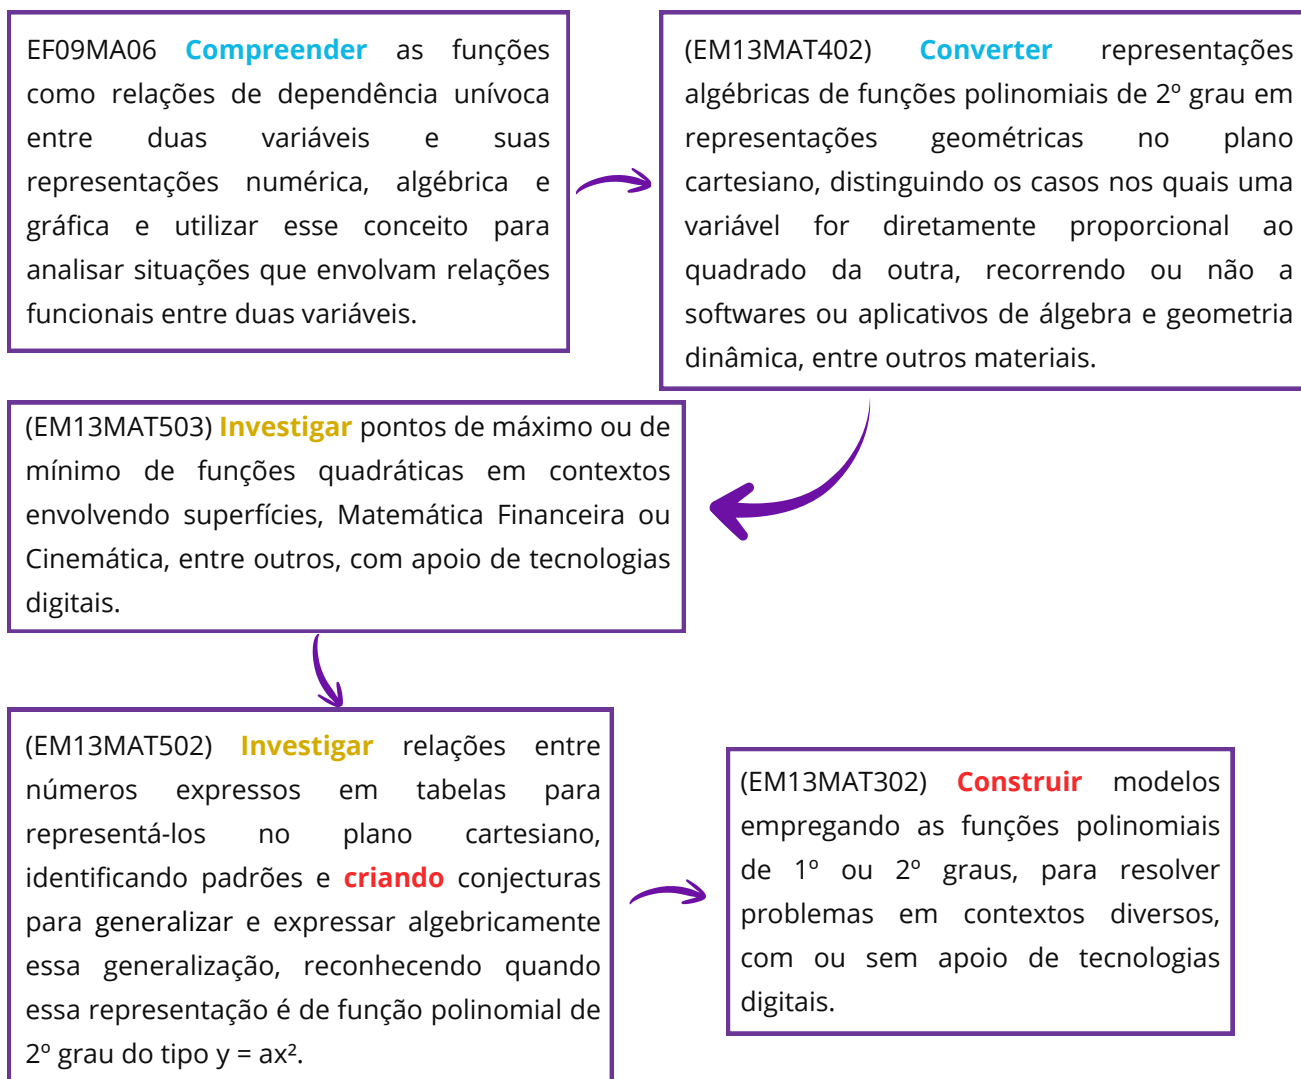 EF09MA06 Compreender as funções
como relações de dependência unívoca
entre duas variáveis e suas
representações numérica, algébrica e
gráfica e utilizar esse conceito para
analisar situações que envolvam relações
funcionais entre duas variáveis.
(EM13MAT402) Converter representações
algébricas de funções polinomiais de 2º grau em
representações geométricas no plano
cartesiano, distinguindo os casos nos quais uma
variável for diretamente proporcional ao
quadrado da outra, recorrendo ou não a
softwares ou aplicativos de álgebra e geometria
dinâmica, entre outros materiais.
(EM13MAT503) Investigar pontos de máximo ou de
mínimo de funções quadráticas em contextos
envolvendo superfícies, Matemática Financeira ou
Cinemática, entre outros, com apoio de tecnologias
digitais.
(EM13MAT502) Investigar relações entre
números expressos em tabelas para
representá-los no plano cartesiano,
identificando padrões e criando conjecturas
para generalizar e expressar algebricamente
essa generalização, reconhecendo quando
essa representação é de função polinomial de
2º grau do tipo y = ax².
(EM13MAT302) Construir modelos
empregando as funções polinomiais
de 1º ou 2º graus, para resolver
problemas em contextos diversos,
com ou sem apoio de tecnologias
digitais.